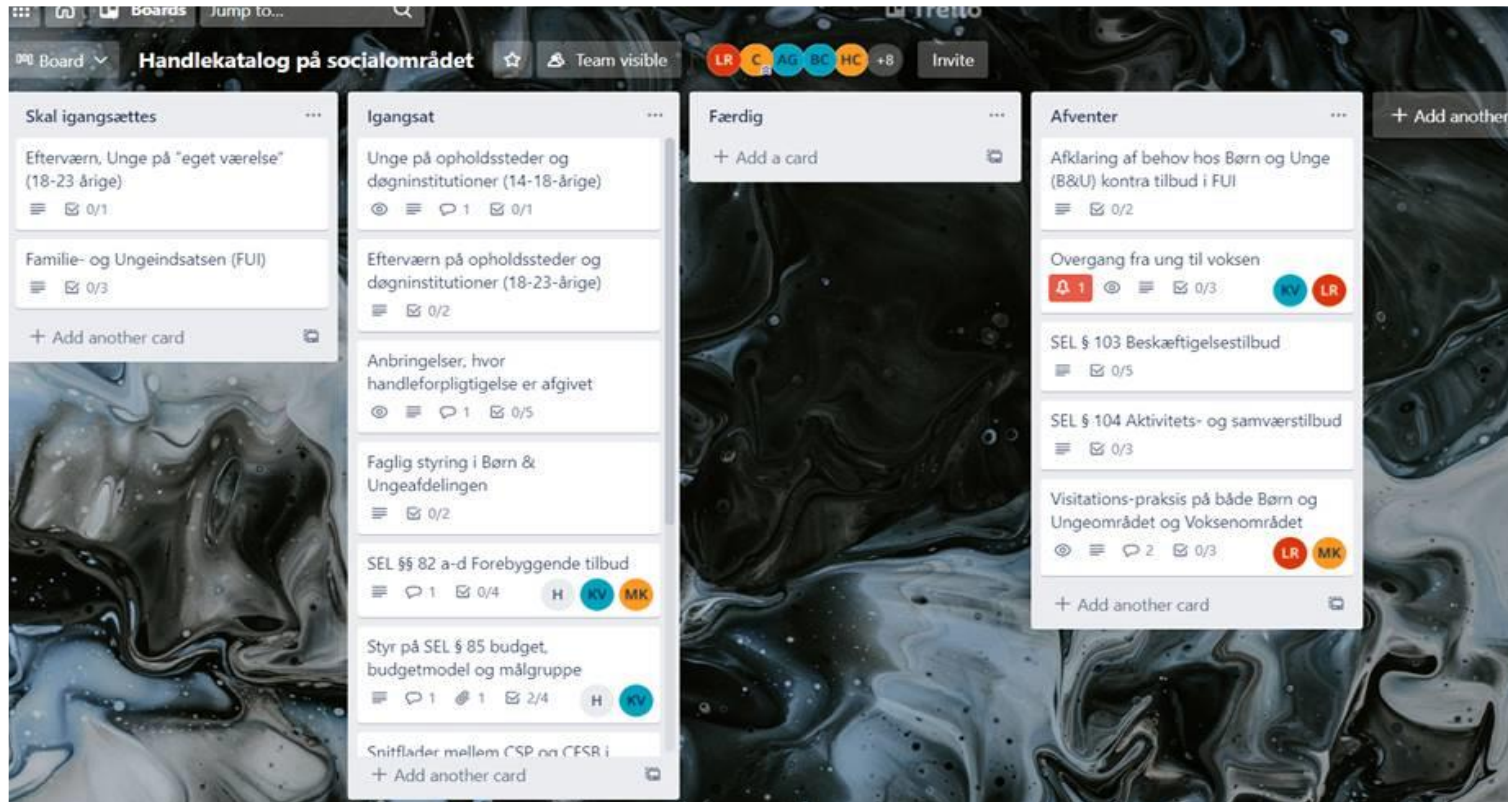 Boards
Jump to...
Trello
Board
Handlekatalog på socialområdet
Team visible
LR C AG BC HC +8
Invite
Skal igangsættes
Efterværn, Unge på "eget værelse"
(18-23 årige)
0/1
Familie- og Ungeindsatsen (FUI)
0/3
+ Add another card
Igangsat
Unge på opholdssteder og
døgninstitutioner (14-18-årige)
1 0/1
Efterværn på opholdssteder og
døgninstitutioner (18-23-årige)
0/2
Anbringelser, hvor
handleforpligtigelse er afgivet
1 0/5
Faglig styring i Børn &
Ungeafdelingen
0/2
SEL §§ 82 a-d Forebyggende tilbud
1 0/4 H KV MK
Styr på SEL § 85 budget,
budgetmodel og målgruppe
1 1 2/4 H KV
Snitflader mellem CSP og CESB i
+ Add another card
Færdig
+ Add a card
Afventer
Afklaring af behov hos Børn og Unge
(B&U) kontra tilbud i FUI
0/2
Overgang fra ung til voksen
1 0/3 KV LR
SEL § 103 Beskæftigelsestilbud
0/5
SEL § 104 Aktivitets- og samværstilbud
0/3
Visitations-praksis på både Børn og
Ungeområdet og Voksenområdet
2 0/3 LR MK
+ Add another card
+ Add another